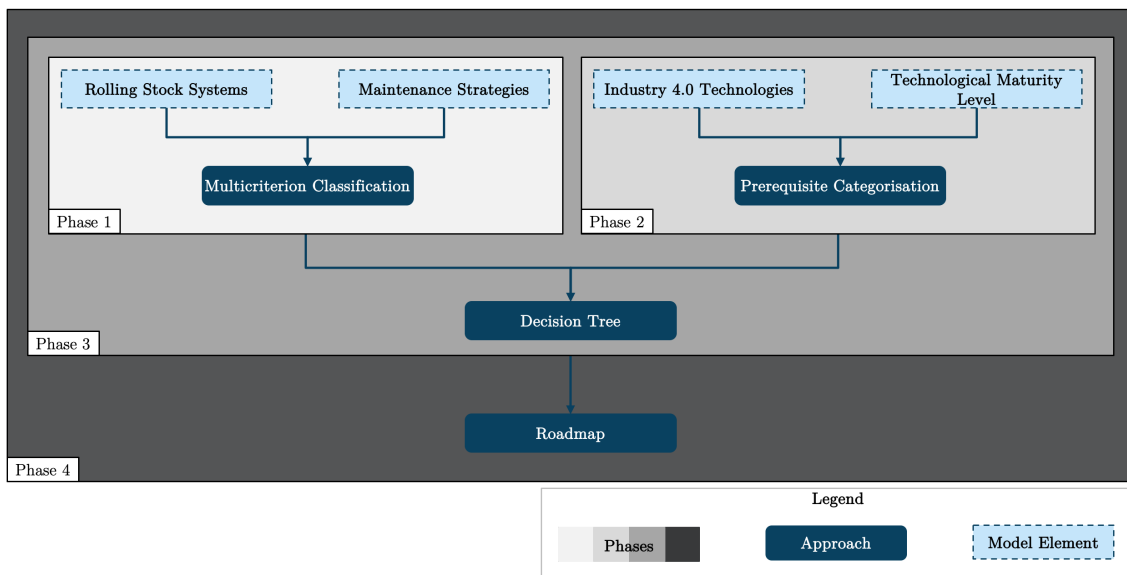 Rolling Stock Systems
Maintenance Strategies
Industry 4.0 Technologies
Technological Maturity
Level
Multicriterion Classification
Prerequisite Categorisation
Phase 1
Phase 2
Decision Tree
Phase 3
Roadmap
Phase 4
Legend
Phases
Approach
Model Element